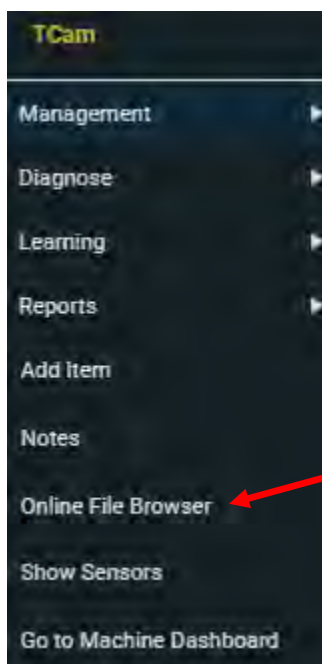 TCam
Management
Diagnose
Learning
Reports
Add Item
Notes
Online File Browser
Show Sensors
Go to Machine Dashboard